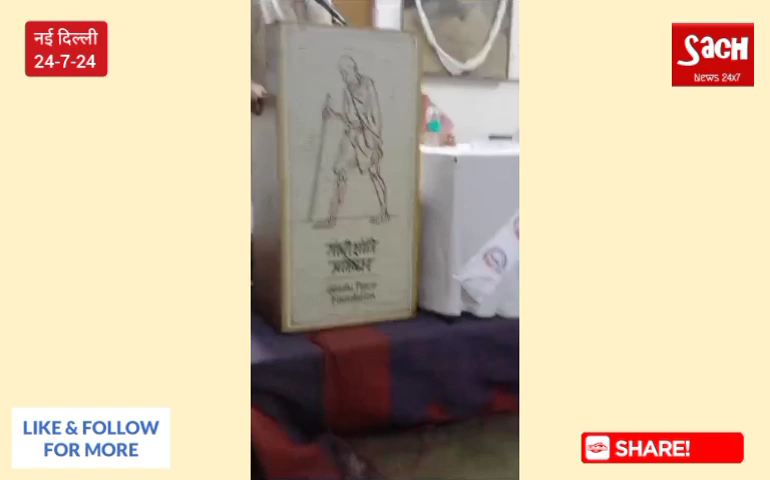 नई दिल्ली
24-7-24
SACH
News 24x7
गांधी शांति
प्रतिष्ठान
Gandhi Peace
Foundation
LIKE & FOLLOW
FOR MORE
SHARE!